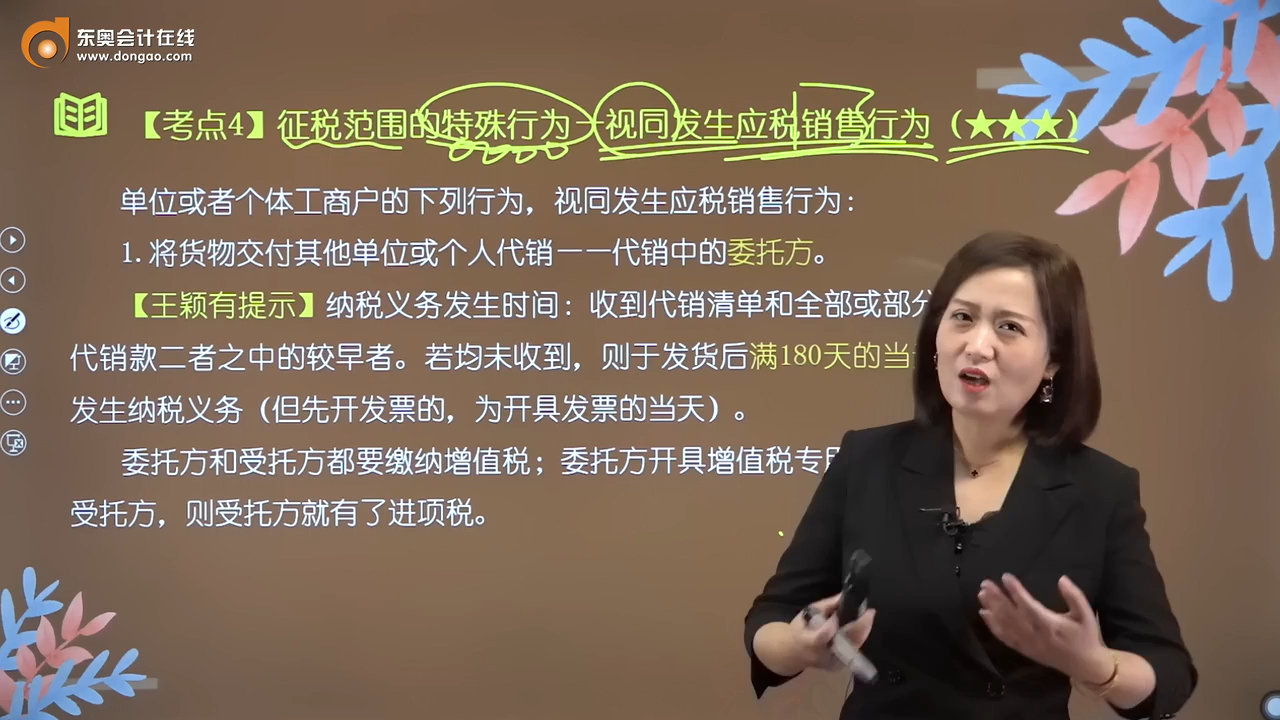 东奥会计在线
www.dongao.com
【考点4】征税范围的特殊行为—视同发生应税销售行为（★★★）
单位或者个体工商户的下列行为，视同发生应税销售行为：
1. 将货物交付其他单位或个人代销——代销中的委托方。
【王颖有提示】纳税义务发生时间：收到代销清单和全部或部分
代销款二者之中的较早者。若均未收到，则于发货后满180天的当
发生纳税义务（但先开发票的，为开具发票的当天）。
委托方和受托方都要缴纳增值税；委托方开具增值税专
受托方，则受托方就有了进项税。